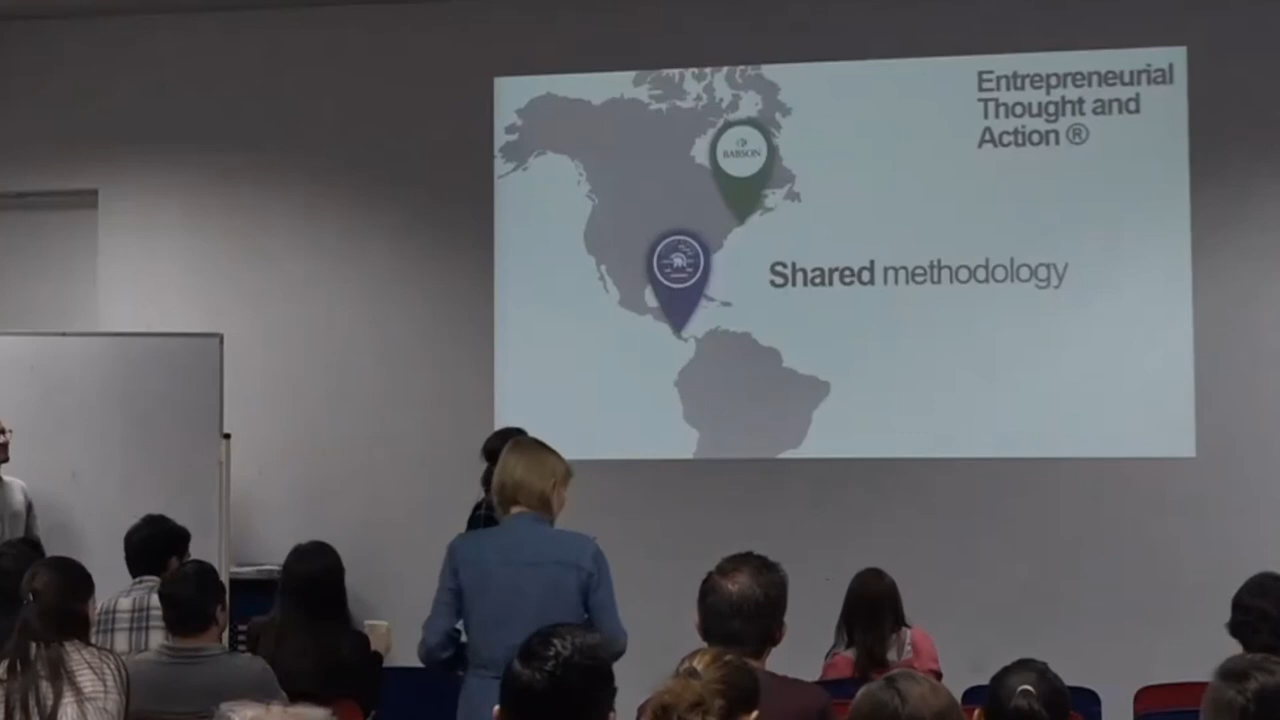 Entrepreneurial
Thought and
Action ®
BABSON
Shared methodology